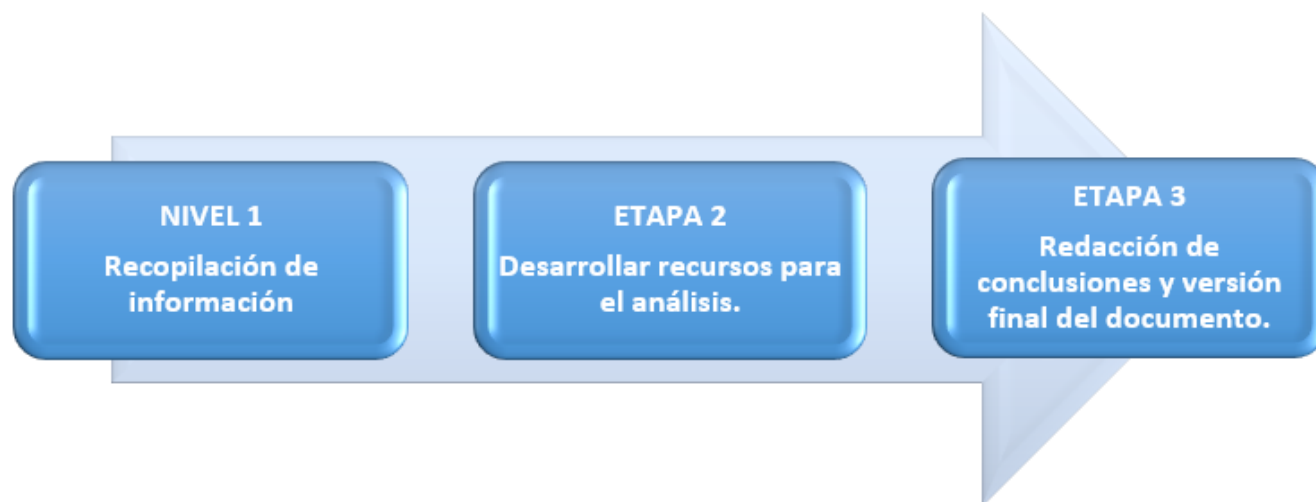 NIVEL 1
Recopilación de
información
ETAPA 2
Desarrollar recursos para
el análisis.
ETAPA 3
Redacción de
conclusiones y versión
final del documento.